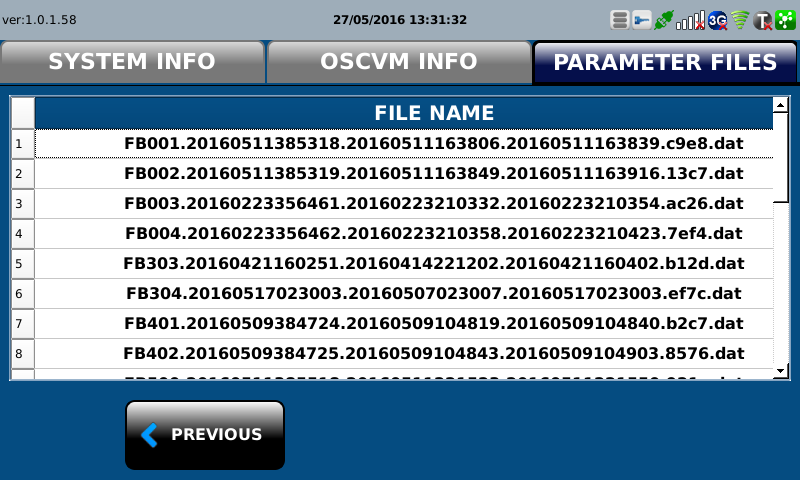 ver:1.0.1.58 27/05/2016 13:31:32 3G T
SYSTEM INFO OSCVM INFO PARAMETER FILES
FILE NAME
1 FB001.20160511385318.20160511163806.20160511163839.c9e8.dat
2 FB002.20160511385319.20160511163849.20160511163916.13c7.dat
3 FB003.20160223356461.20160223210332.20160223210354.ac26.dat
4 FB004.20160223356462.20160223210358.20160223210423.7ef4.dat
5 FB303.20160421160251.20160414221202.20160421160402.b12d.dat
6 FB304.20160517023003.20160507023007.20160517023003.ef7c.dat
7 FB401.20160509384724.20160509104819.20160509104840.b2c7.dat
8 FB402.20160509384725.20160509104843.20160509104903.8576.dat
PREVIOUS